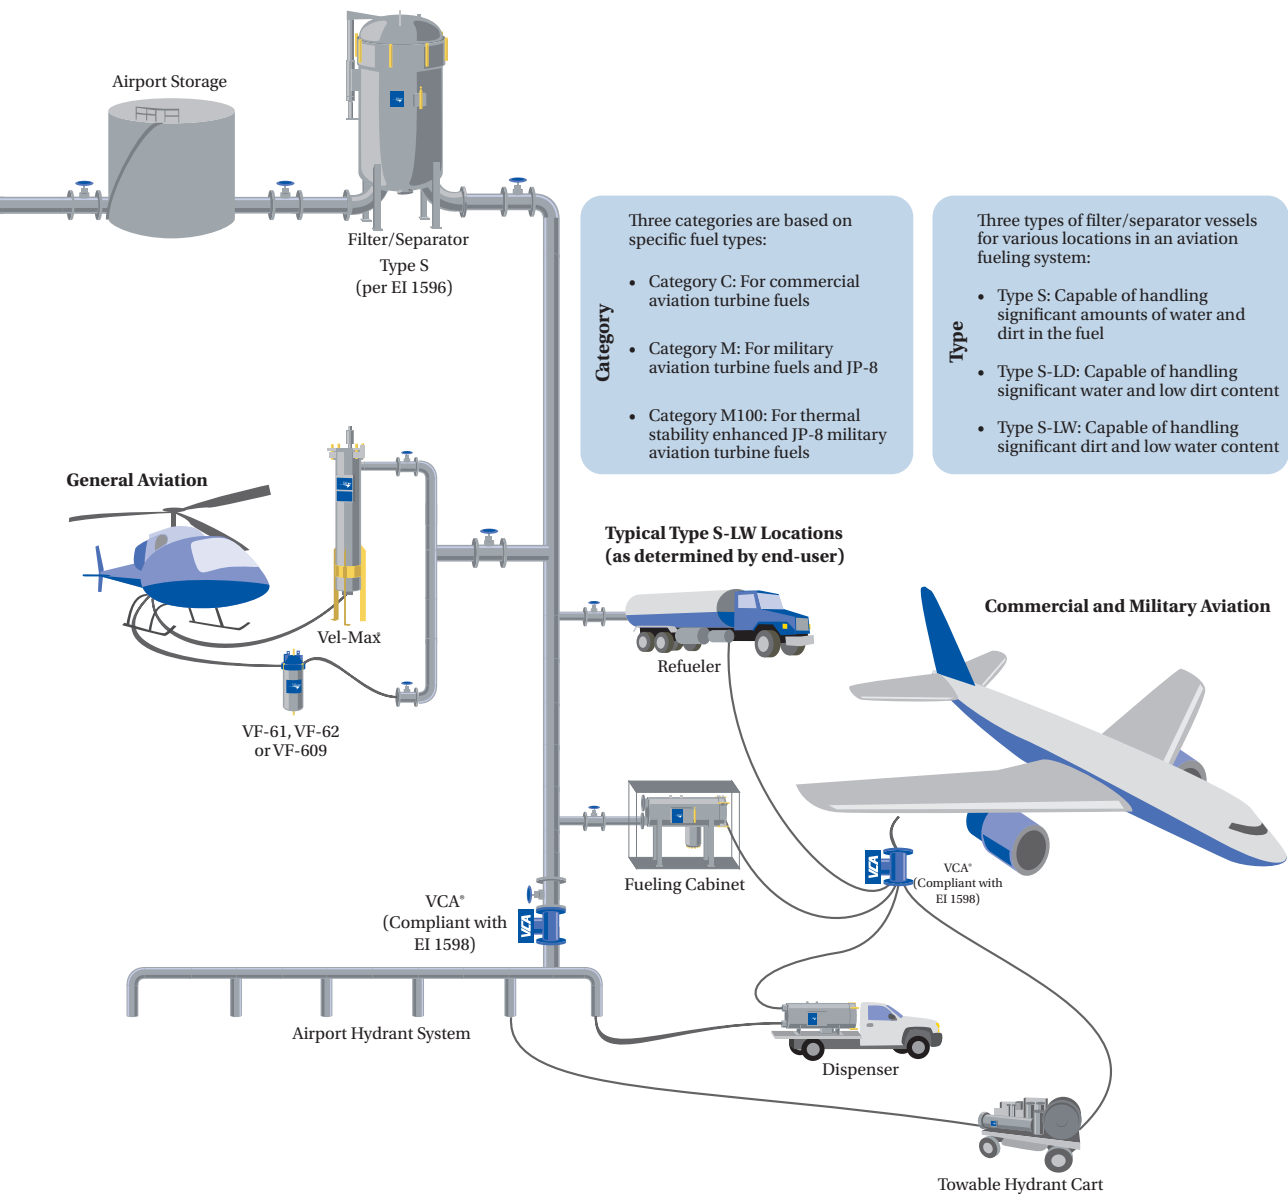 Airport Storage
Filter/Separator
Type S
(per EI 1596)
Category
Three categories are based on
specific fuel types:
• Category C: For commercial
aviation turbine fuels
• Category M: For military
aviation turbine fuels and JP-8
• Category M100: For thermal
stability enhanced JP-8 military
aviation turbine fuels
Type
Three types of filter/separator vessels
for various locations in an aviation
fueling system:
• Type S: Capable of handling
significant amounts of water and
dirt in the fuel
• Type S-LD: Capable of handling
significant water and low dirt content
• Type S-LW: Capable of handling
significant dirt and low water content
General Aviation
Vel-Max
VF-61, VF-62
or VF-609
Typical Type S-LW Locations
(as determined by end-user)
Refueler
Commercial and Military Aviation
Fueling Cabinet
VCA
VCA®
(Compliant with
EI 1598)
VCA®
(Compliant with
EI 1598)
VCA
Airport Hydrant System
Dispenser
Towable Hydrant Cart